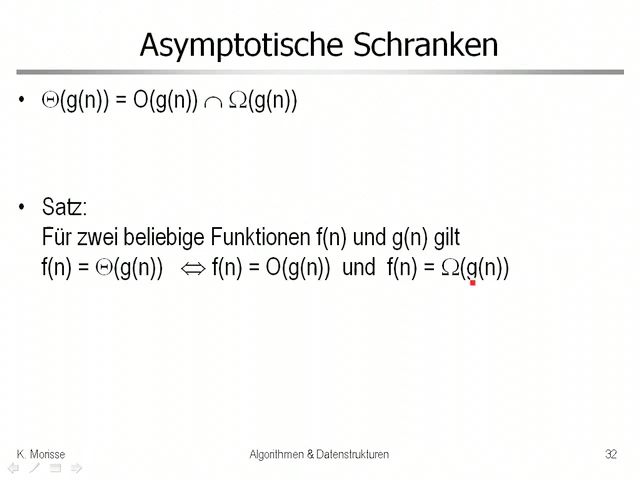 Asymptotische Schranken
• Θ(g(n)) = O(g(n)) ∩ Ω(g(n))
• Satz:
Für zwei beliebige Funktionen f(n) und g(n) gilt
f(n) = Θ(g(n)) ⇔ f(n) = O(g(n)) und f(n) = Ω(g(n))
K. Morisse Algorithmen & Datenstrukturen 32